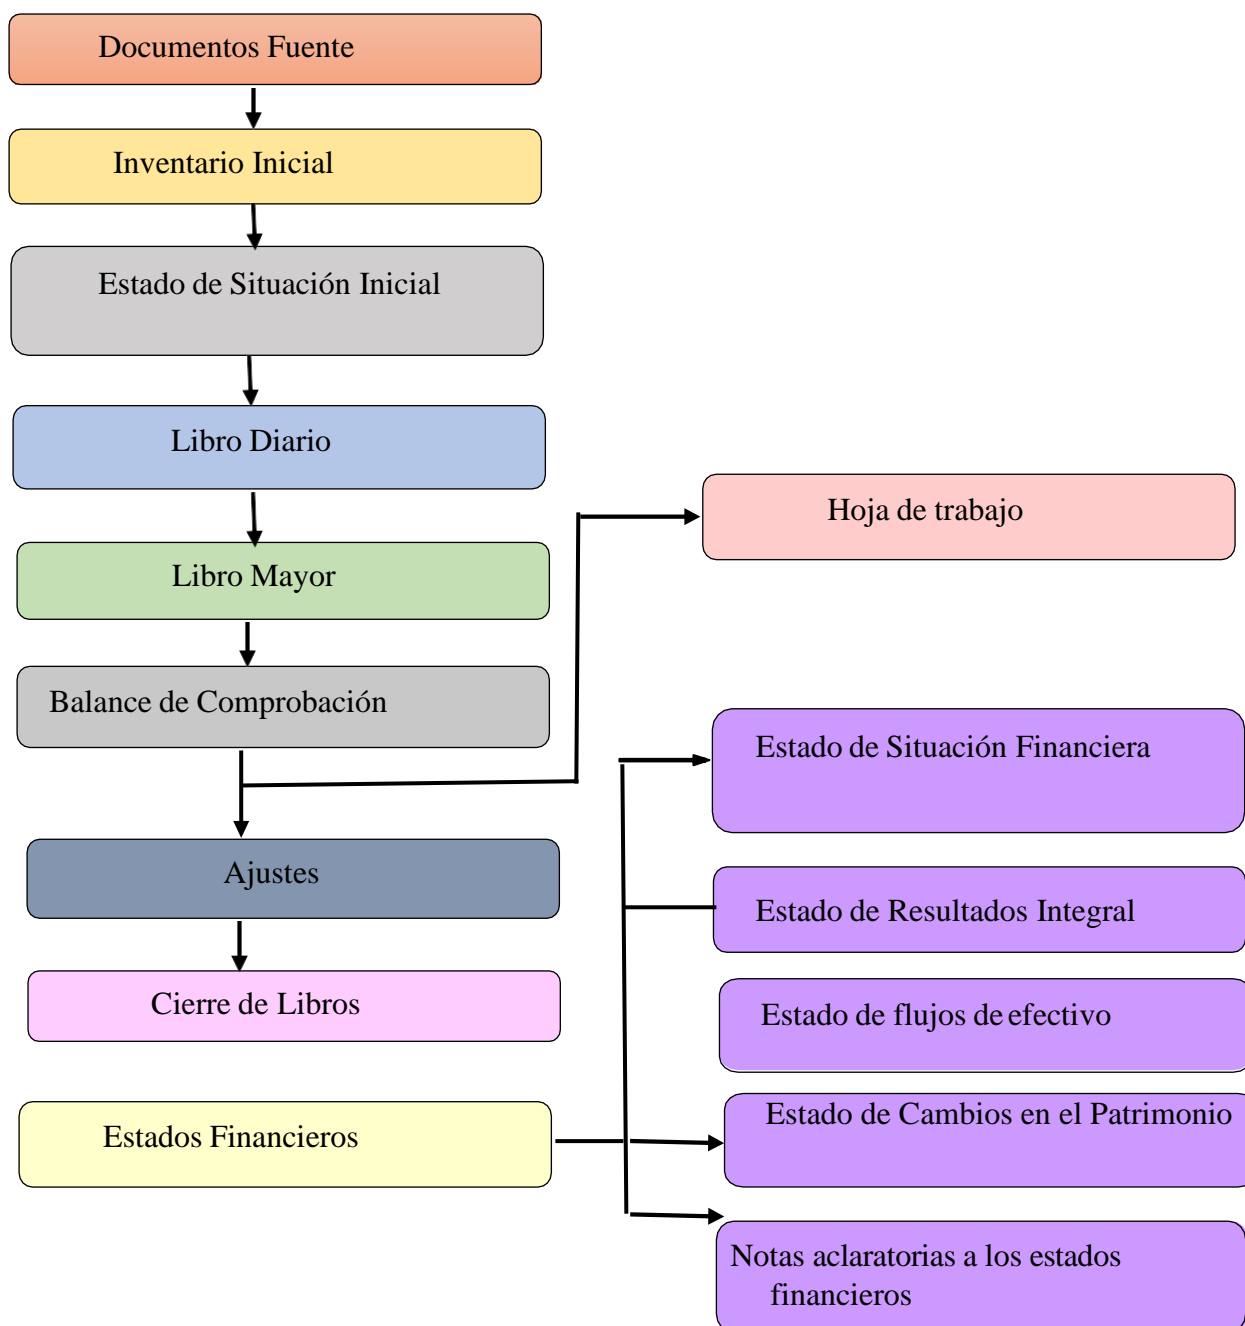 Documentos Fuente
Inventario Inicial
Estado de Situación Inicial
Libro Diario
Libro Mayor
Balance de Comprobación
Ajustes
Cierre de Libros
Estados Financieros
Hoja de trabajo
Estado de Situación Financiera
Estado de Resultados Integral
Estado de flujos de efectivo
Estado de Cambios en el Patrimonio
Notas aclaratorias a los estados
financieros